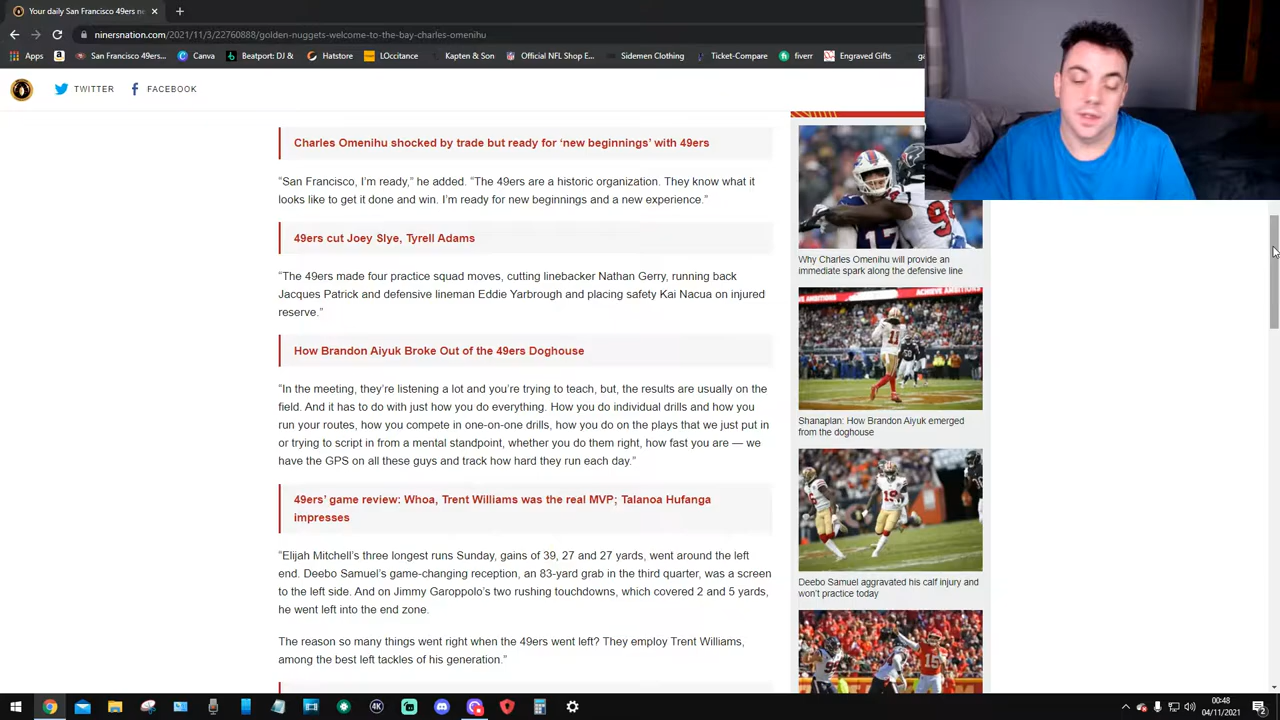 Your daily San Francisco 49ers ne
ninersnation.com/2021/11/3/22760888/golden-nuggets-welcome-to-the-bay-charles-omenihu
Apps
San Francisco 49ers...
Canva
Beatport: DJ &
Hatstore
LOccitance
Kapten & Son
Official NFL Shop E...
Sidemen Clothing
Ticket-Compare
fiverr
Engraved Gifts
TWITTER
FACEBOOK
Charles Omenihu shocked by trade but ready for ‘new beginnings’ with 49ers
“San Francisco, I’m ready,” he added. “The 49ers are a historic organization. They know what it
looks like to get it done and win. I’m ready for new beginnings and a new experience.”
49ers cut Joey Slye, Tyrell Adams
“The 49ers made four practice squad moves, cutting linebacker Nathan Gerry, running back
Jacques Patrick and defensive lineman Eddie Yarbrough and placing safety Kai Nacua on injured
reserve.”
How Brandon Aiyuk Broke Out of the 49ers Doghouse
“In the meeting, they’re listening a lot and you’re trying to teach, but, the results are usually on the
field. And it has to do with just how you do everything. How you do individual drills and how you
run your routes, how you compete in one-on-one drills, how you do on the plays that we just put in
or trying to script in from a mental standpoint, whether you do them right, how fast you are — we
have the GPS on all these guys and track how hard they run each day.”
49ers’ game review: Whoa, Trent Williams was the real MVP; Talanoa Hufanga
impresses
“Elijah Mitchell’s three longest runs Sunday, gains of 39, 27 and 27 yards, went around the left
end. Deebo Samuel’s game-changing reception, an 83-yard grab in the third quarter, was a screen
to the left side. And on Jimmy Garoppolo’s two rushing touchdowns, which covered 2 and 5 yards,
he went left into the end zone.
The reason so many things went right when the 49ers went left? They employ Trent Williams,
among the best left tackles of his generation.”
17
Why Charles Omenihu will provide an
immediate spark along the defensive line
11
Shanaplan: How Brandon Aiyuk emerged
from the doghouse
19
Deebo Samuel aggravated his calf injury and
won’t practice today
15
4K
00:48
04/11/2021
2